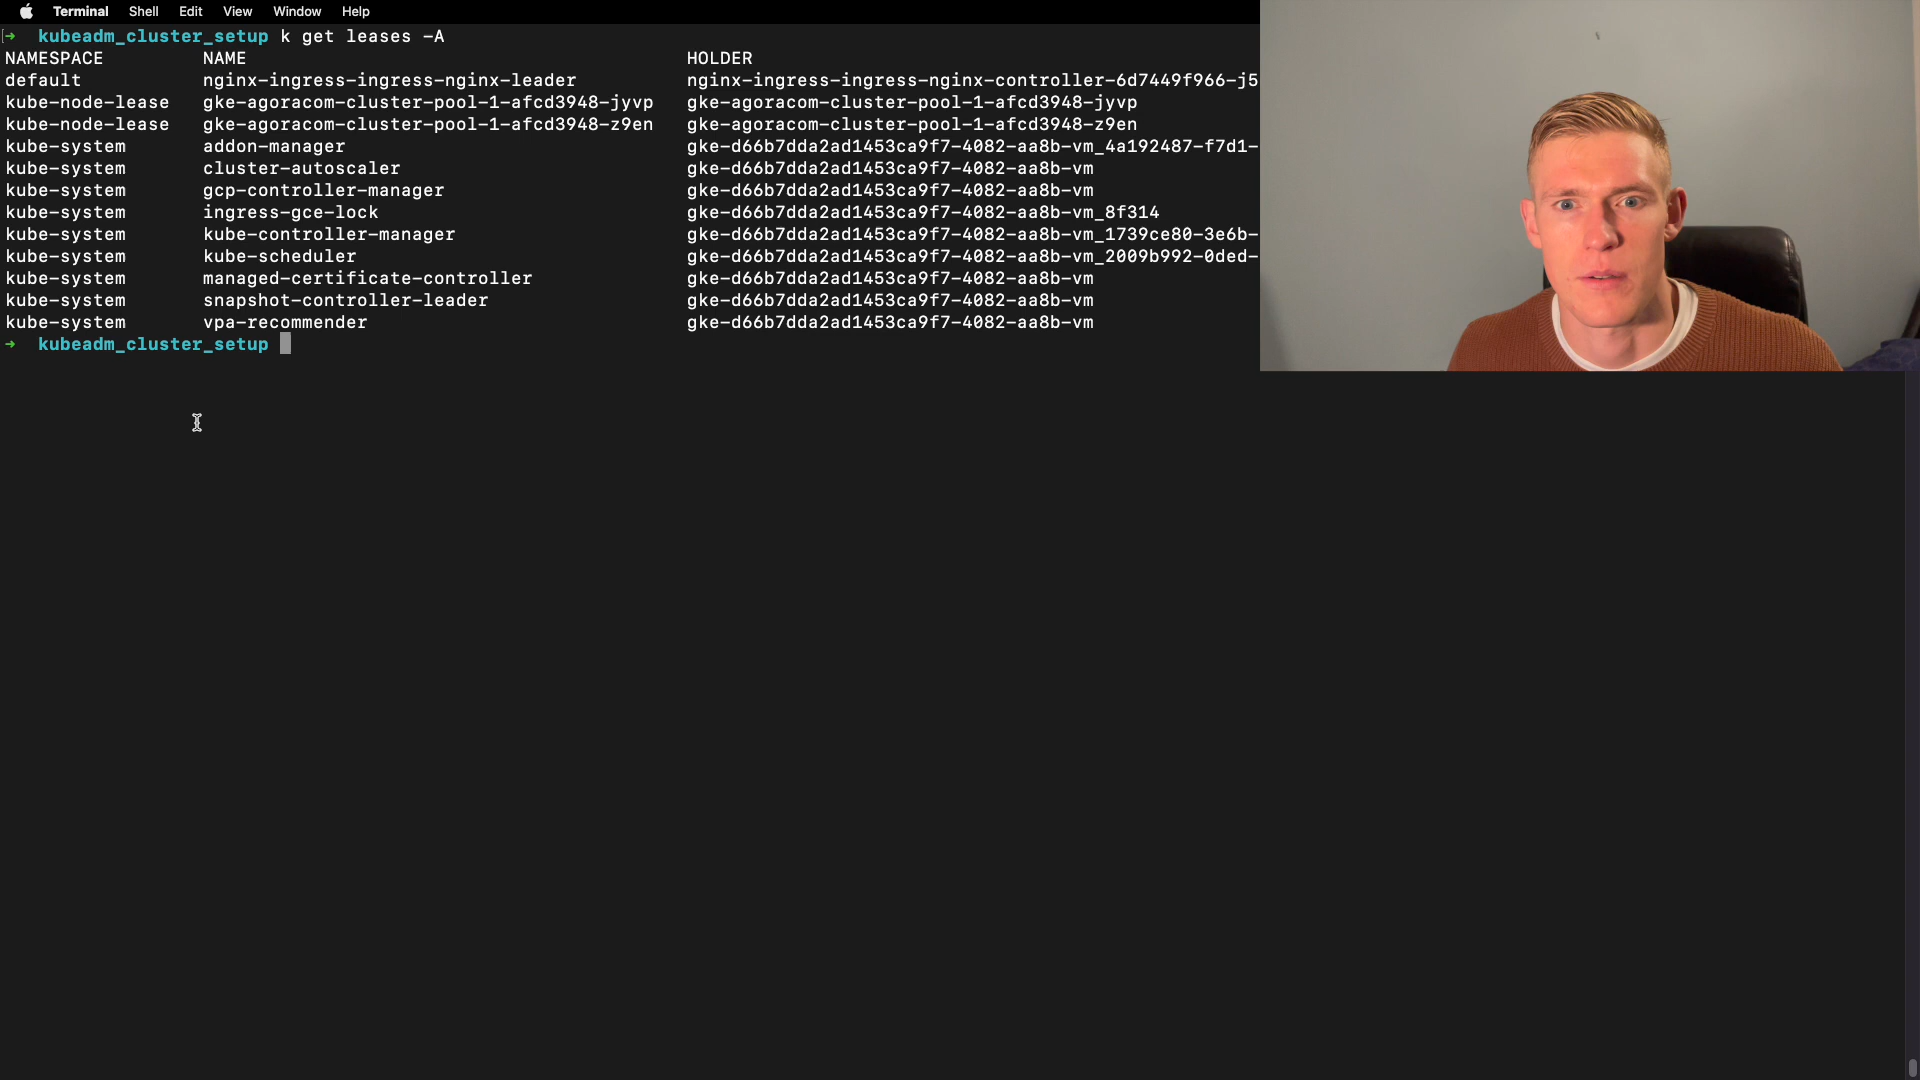 Terminal Shell Edit View Window Help
→ kubeadm_cluster_setup k get leases -A
NAMESPACE NAME HOLDER
default nginx-ingress-ingress-nginx-leader nginx-ingress-ingress-nginx-controller-6d7449f966-j5
kube-node-lease gke-agoracom-cluster-pool-1-afcd3948-jyvp gke-agoracom-cluster-pool-1-afcd3948-jyvp
kube-node-lease gke-agoracom-cluster-pool-1-afcd3948-z9en gke-agoracom-cluster-pool-1-afcd3948-z9en
kube-system addon-manager gke-d66b7dda2ad1453ca9f7-4082-aa8b-vm_4a192487-f7d1-
kube-system cluster-autoscaler gke-d66b7dda2ad1453ca9f7-4082-aa8b-vm
kube-system gcp-controller-manager gke-d66b7dda2ad1453ca9f7-4082-aa8b-vm
kube-system ingress-gce-lock gke-d66b7dda2ad1453ca9f7-4082-aa8b-vm_8f314
kube-system kube-controller-manager gke-d66b7dda2ad1453ca9f7-4082-aa8b-vm_1739ce80-3e6b-
kube-system kube-scheduler gke-d66b7dda2ad1453ca9f7-4082-aa8b-vm_2009b992-0ded-
kube-system managed-certificate-controller gke-d66b7dda2ad1453ca9f7-4082-aa8b-vm
kube-system snapshot-controller-leader gke-d66b7dda2ad1453ca9f7-4082-aa8b-vm
kube-system vpa-recommender gke-d66b7dda2ad1453ca9f7-4082-aa8b-vm
→ kubeadm_cluster_setup